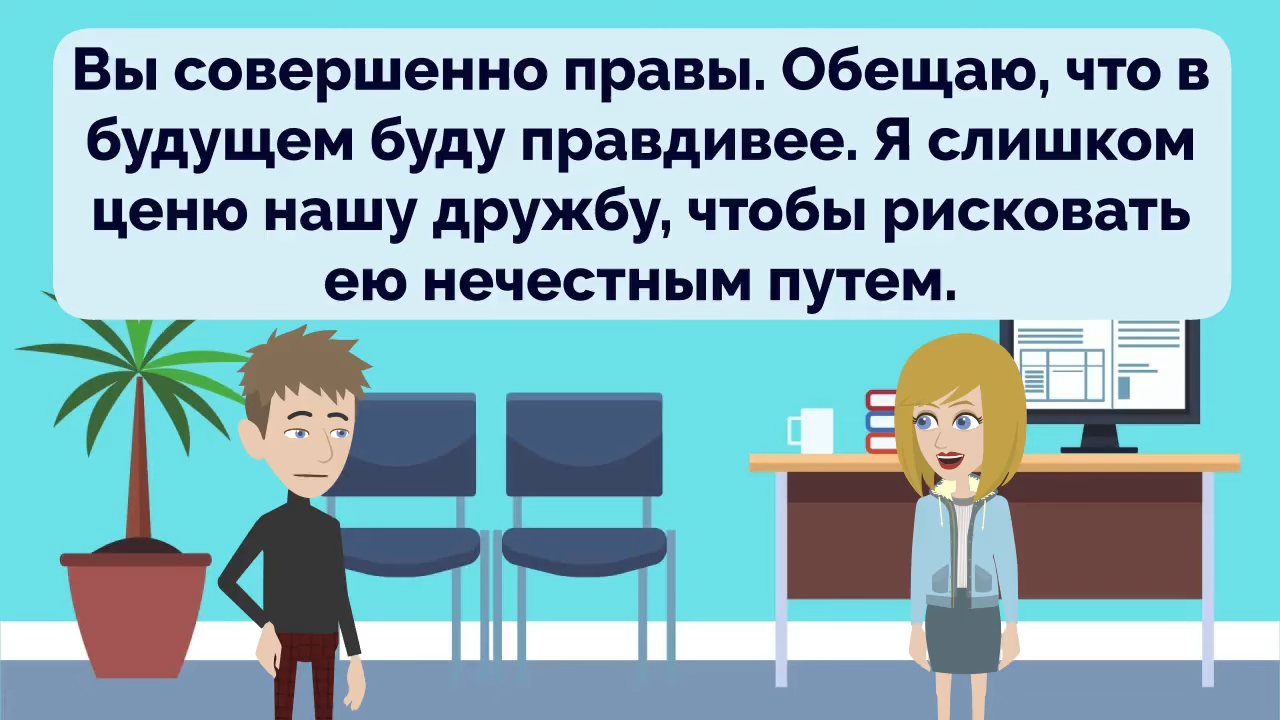 Вы совершенно правы. Обещаю, что в
будущем буду правдивее. Я слишком
ценю нашу дружбу, чтобы рисковать
ею нечестным путем.